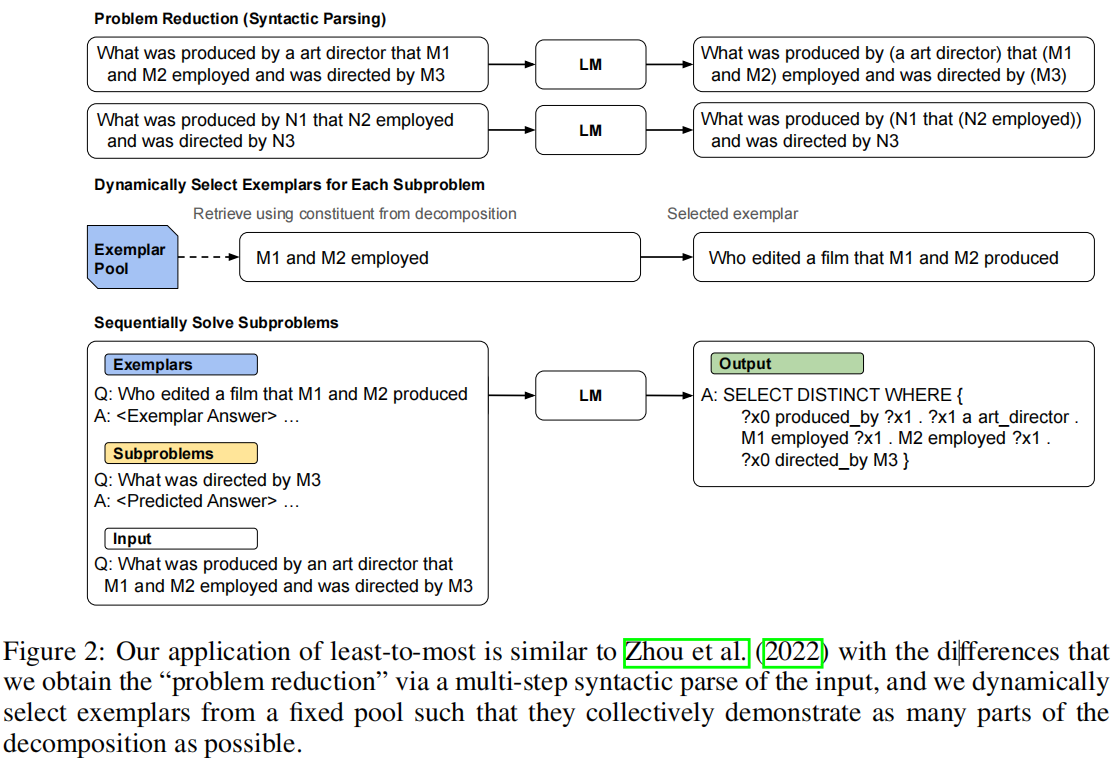 Problem Reduction (Syntactic Parsing)
What was produced by a art director that M1
and M2 employed and was directed by M3
LM
What was produced by (a art director) that (M1
and M2) employed and was directed by (M3)
What was produced by N1 that N2 employed
and was directed by N3
LM
What was produced by (N1 that (N2 employed))
and was directed by N3
Dynamically Select Exemplars for Each Subproblem
Retrieve using constituent from decomposition
Selected exemplar
Exemplar
Pool
M1 and M2 employed
Who edited a film that M1 and M2 produced
Sequentially Solve Subproblems
Exemplars
Q: Who edited a film that M1 and M2 produced
A: <Exemplar Answer> …
Subproblems
Q: What was directed by M3
A: <Predicted Answer> …
Input
Q: What was produced by an art director that
M1 and M2 employed and was directed by M3
LM
Output
A: SELECT DISTINCT WHERE {
?x0 produced_by ?x1 . ?x1 a art_director .
M1 employed ?x1 . M2 employed ?x1 .
?x0 directed_by M3 }
Figure 2: Our application of least-to-most is similar to Zhou et al. (2022) with the differences that
we obtain the “problem reduction” via a multi-step syntactic parse of the input, and we dynamically
select exemplars from a fixed pool such that they collectively demonstrate as many parts of the
decomposition as possible.